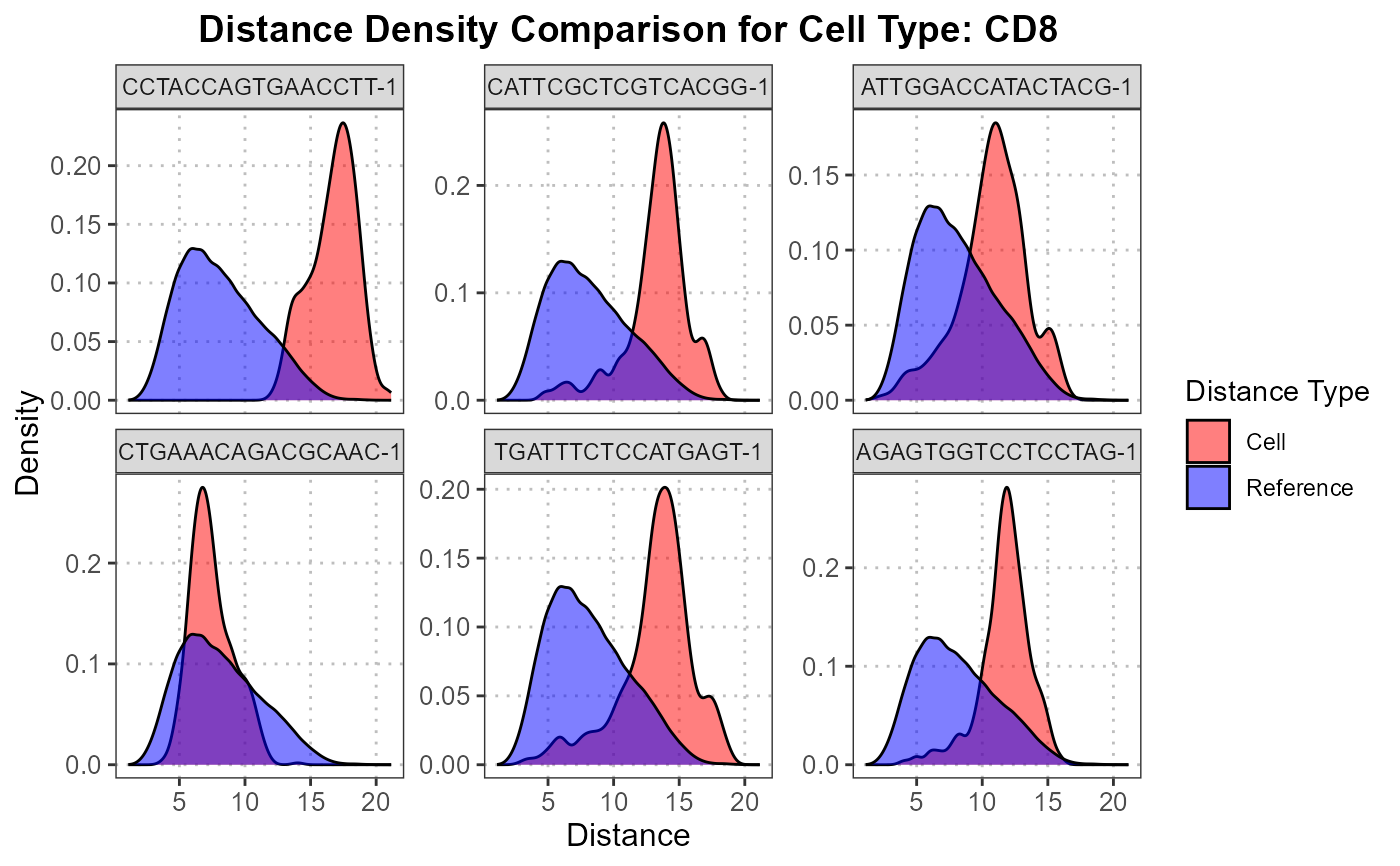 Distance Density Comparison for Cell Type: CD8
CCTACCAGTGAACCTT-1 CATTCGCTCGTCACGG-1 ATTGGACCATACTACG-1
0.20 0.2 0.15
0.15 0.10
0.10 0.1 0.05
0.05
0.00 0.0 0.00
Density
Distance Type
Cell
Reference
CTGAAACAGACGCAAC-1 TGATTTCTCCATGAGT-1 AGAGTGGTCCTCCTAG-1
0.2 0.20 0.2
0.15
0.1 0.10 0.1
0.05
0.0 0.00 0.0
5 10 15 20 5 10 15 20 5 10 15 20
Distance